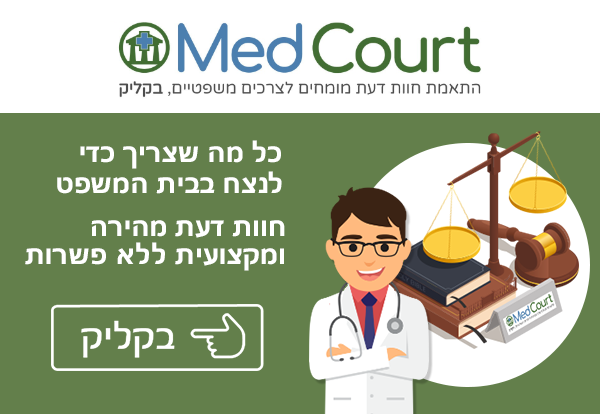 MedCourt
התאמת חוות דעת מומחים לצרכים משפטיים, בקליק
כל מה שצריך כדי
לנצח בבית המשפט
חוות דעת מהירה
ומקצועית ללא פשרות
בקליק
MedCourt